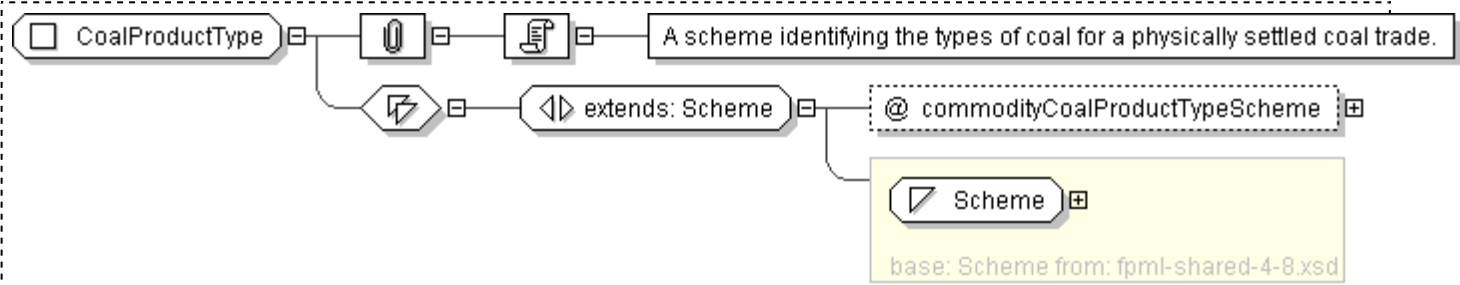 CoalProductType
A scheme identifying the types of coal for a physically settled coal trade.
extends: Scheme
@ commodityCoalProductTypeScheme
Scheme
base: Scheme from: fpml-shared-4-8.xsd